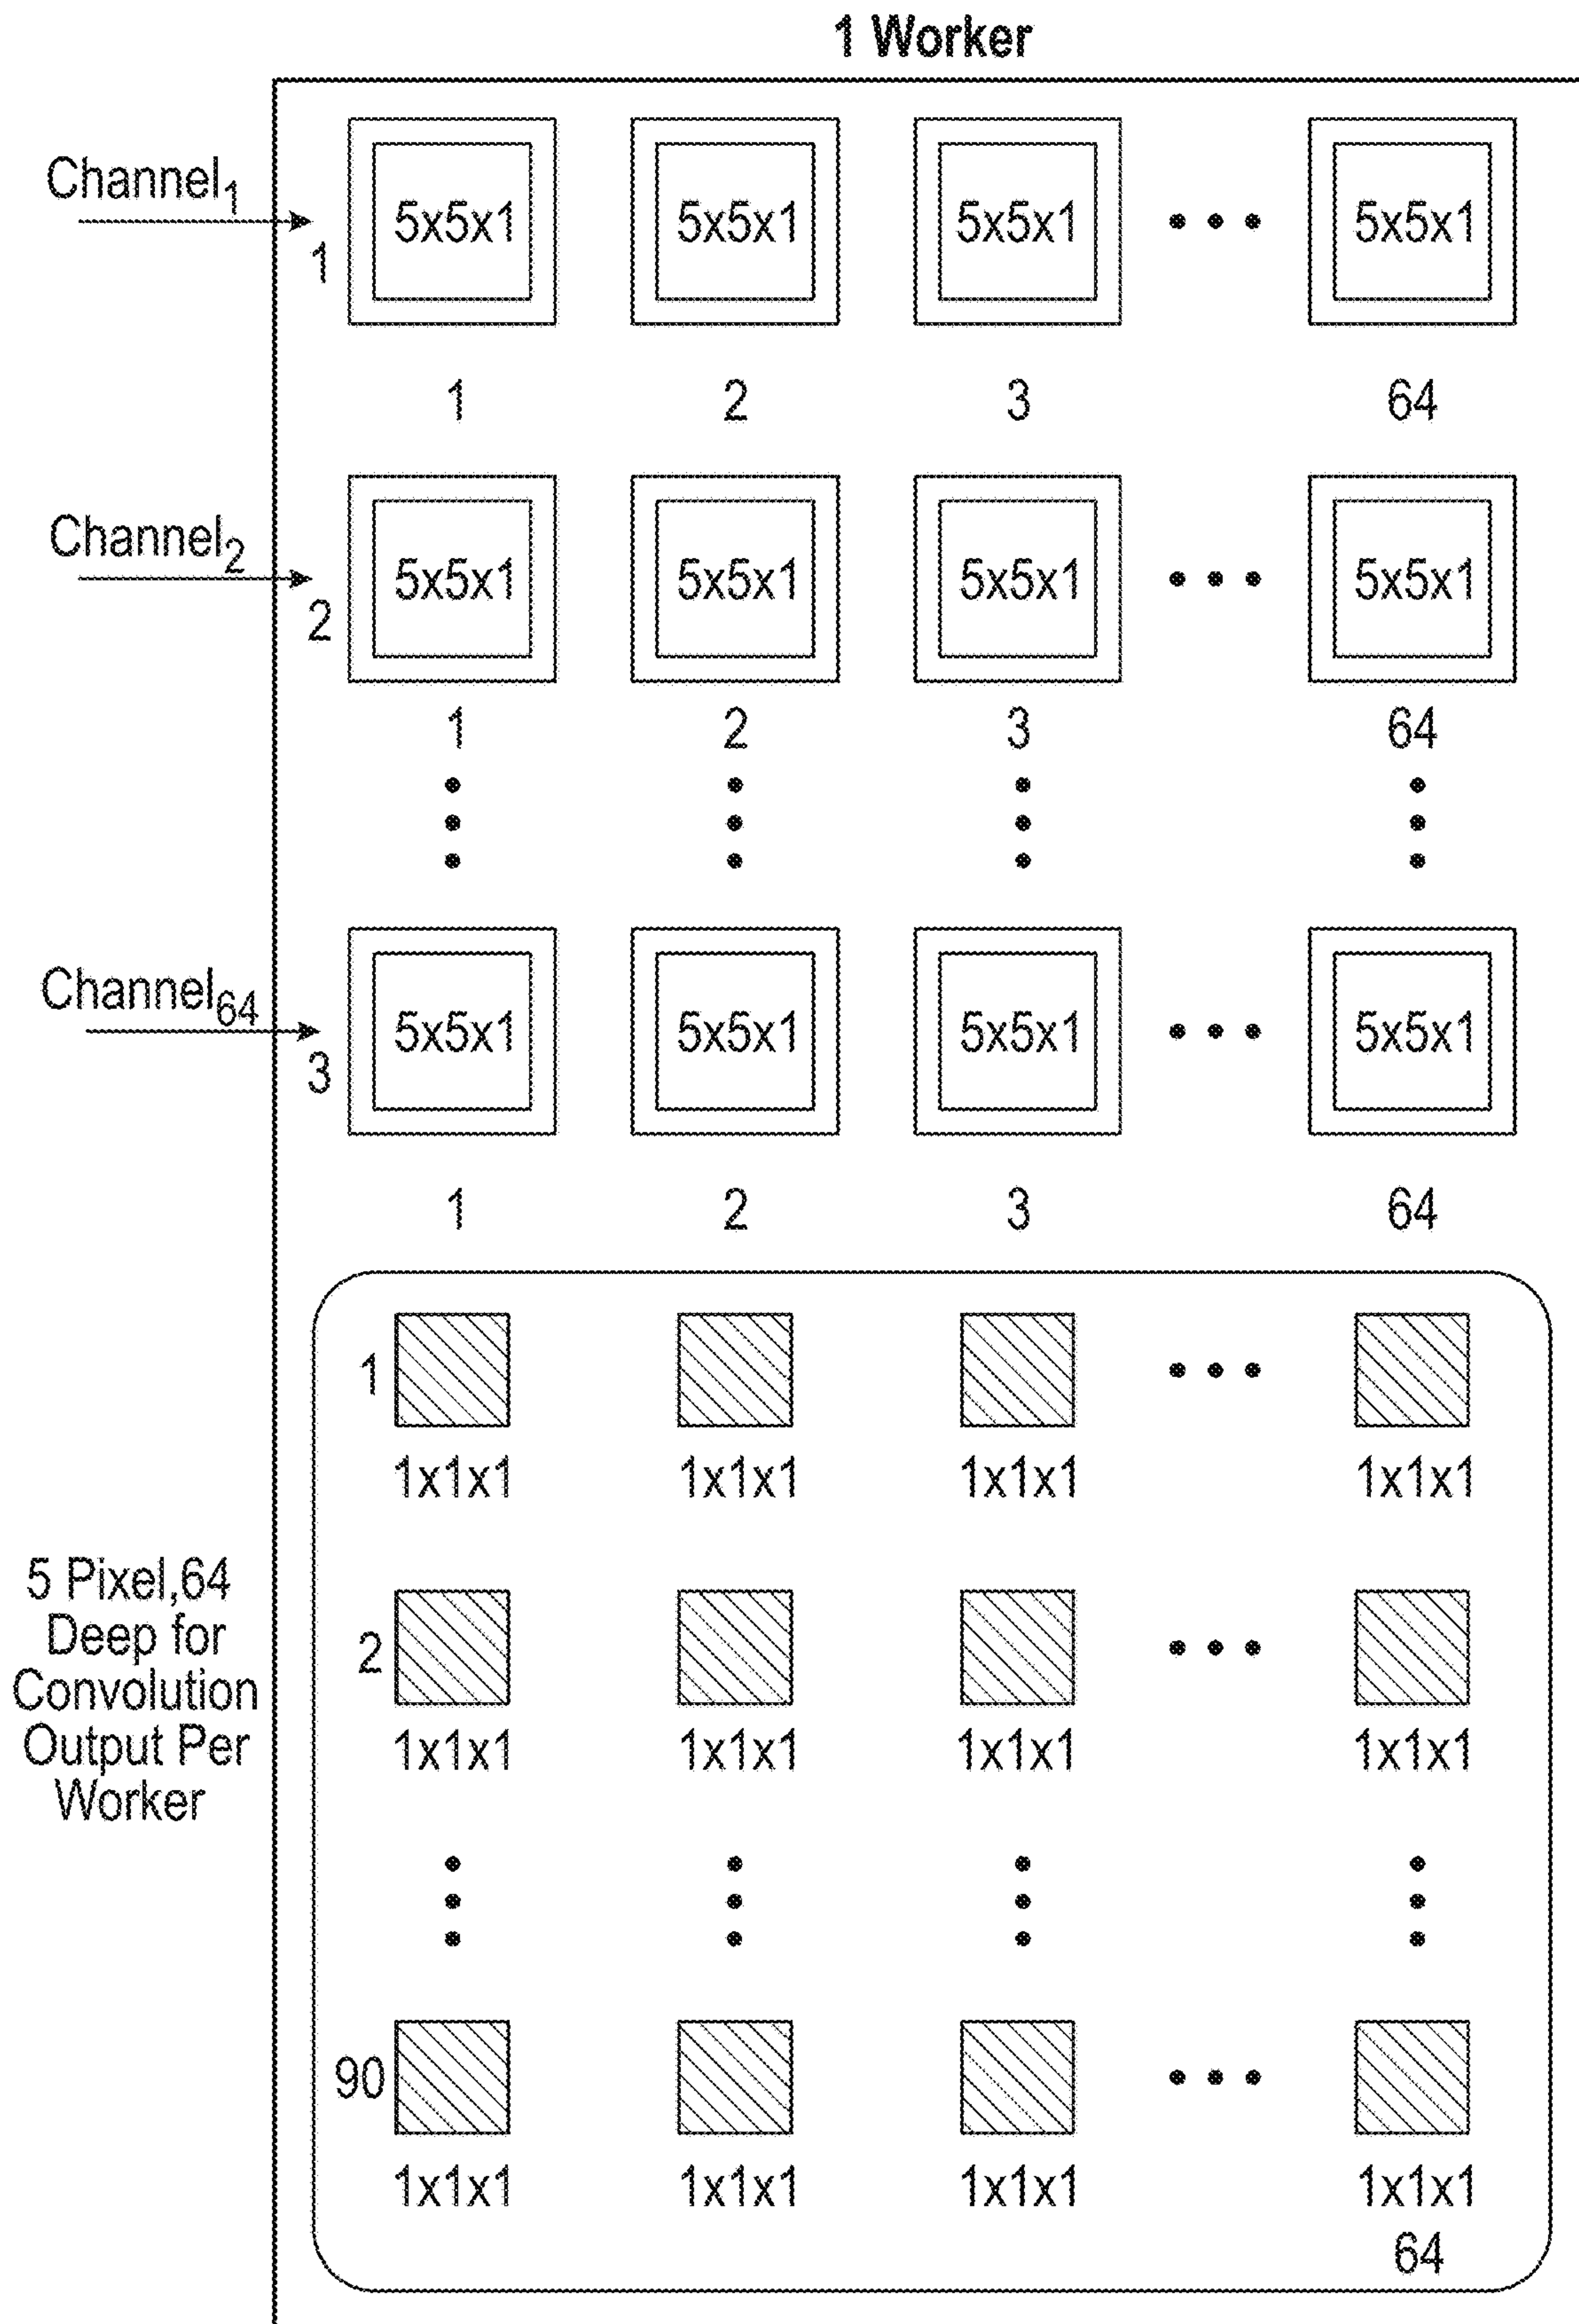 1 Worker
Channel1
1 5x5x1 5x5x1 5x5x1 5x5x1
1 2 3 64
Channel2
2 5x5x1 5x5x1 5x5x1 5x5x1
1 2 3 64
Channel64
3 5x5x1 5x5x1 5x5x1 5x5x1
1 2 3 64
1
1x1x1 1x1x1 1x1x1 1x1x1
5 Pixel,64
Deep for
Convolution
Output Per
Worker
2
1x1x1 1x1x1 1x1x1 1x1x1
90
1x1x1 1x1x1 1x1x1 1x1x1
64